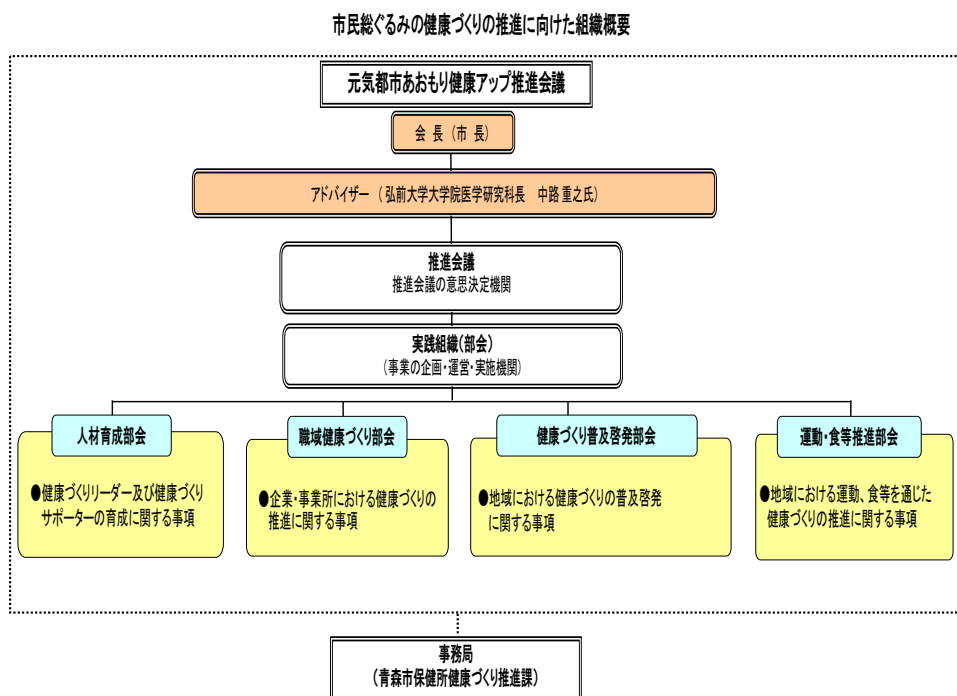 市民総ぐるみの健康づくりの推進に向けた組織概要
元気都市あおもり健康アップ推進会議
会 長 （市 長）
アドバイザー （ 弘前大学大学院医学研究科長　中路 重之氏）
推進会議
推進会議の意思決定機関
実践組織（部会）
（事業の企画・運営・実施機関）
人材育成部会
●健康づくりリーダー及び健康づくり
サポーターの育成に関する事項
職域健康づくり部会
●企業・事業所における健康づくりの
推進に関する事項
健康づくり普及啓発部会
●地域における健康づくりの普及啓発
に関する事項
運動・食等推進部会
●地域における運動、食等を通じた
健康づくりの推進に関する事項
事務局
（青森市保健所健康づくり推進課）